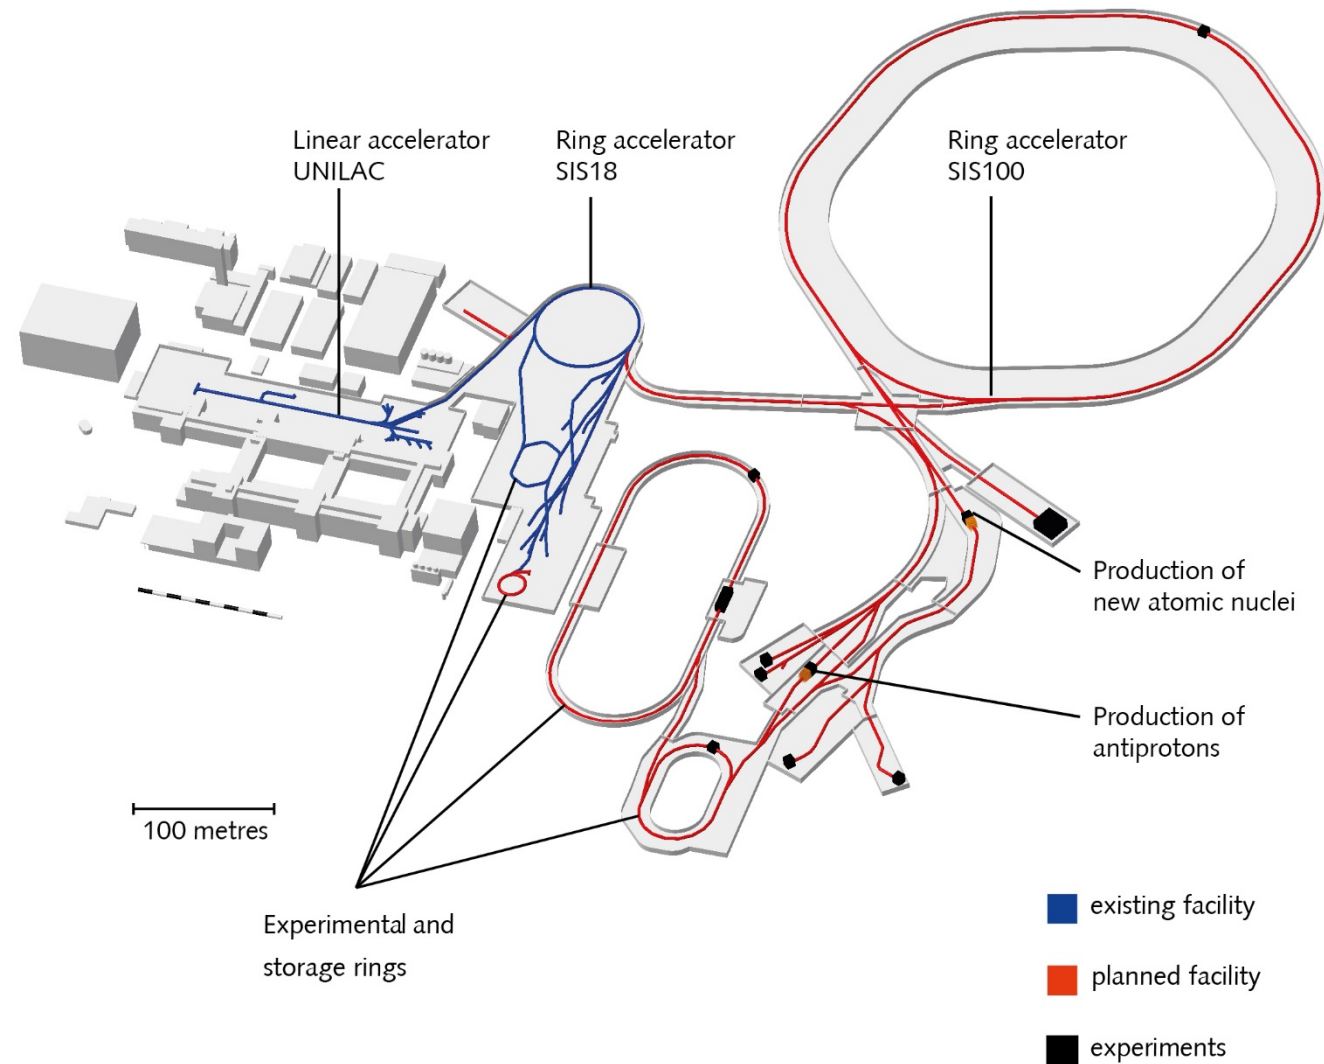 Linear accelerator
UNILAC
Ring accelerator
SIS18
Ring accelerator
SIS100
Production of
new atomic nuclei
Production of
antiprotons
100 metres
Experimental and
storage rings
existing facility
planned facility
experiments